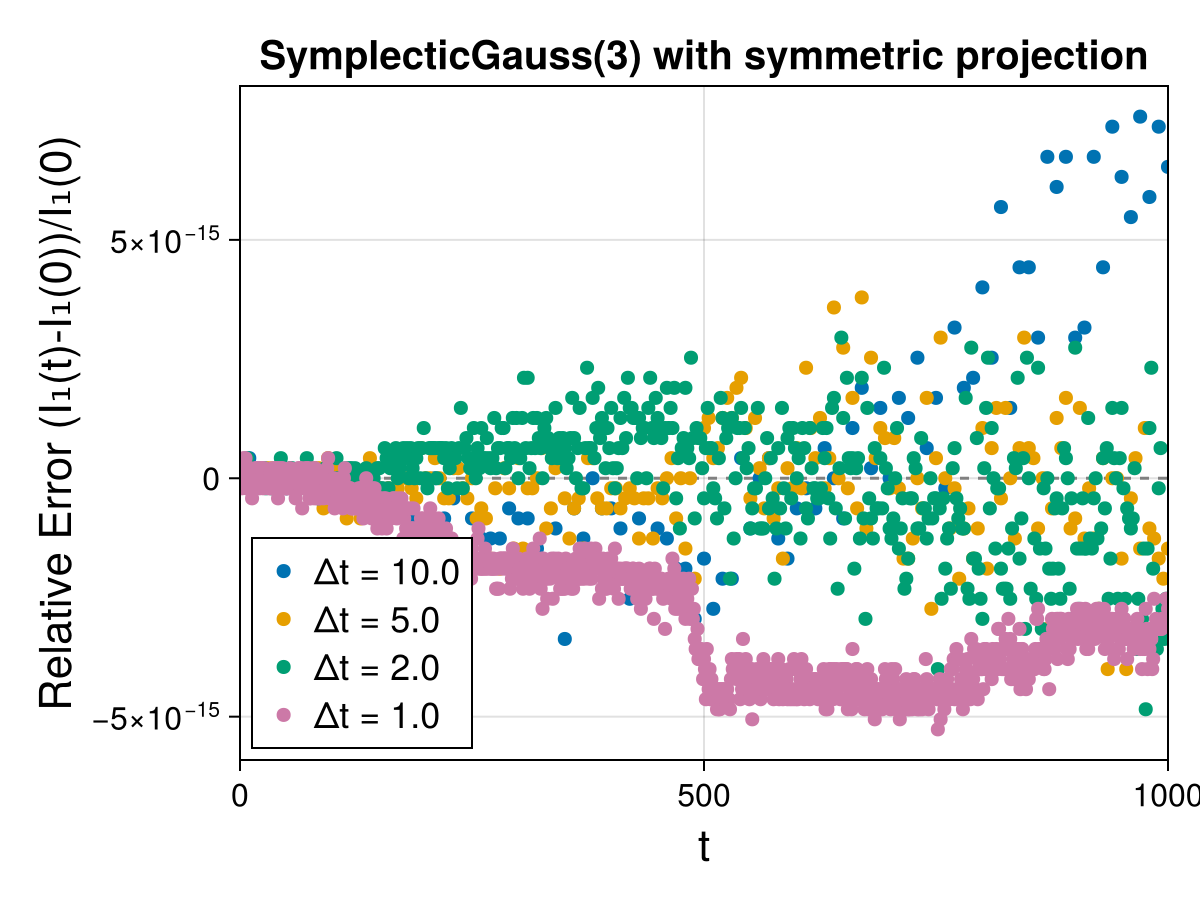 SymplecticGauss(3) with symmetric projection
Relative Error (I₁(t)-I₁(0))/I₁(0)
5×10⁻¹⁵
0
−5×10⁻¹⁵
Δt = 10.0
Δt = 5.0
Δt = 2.0
Δt = 1.0
0
500
1000
t